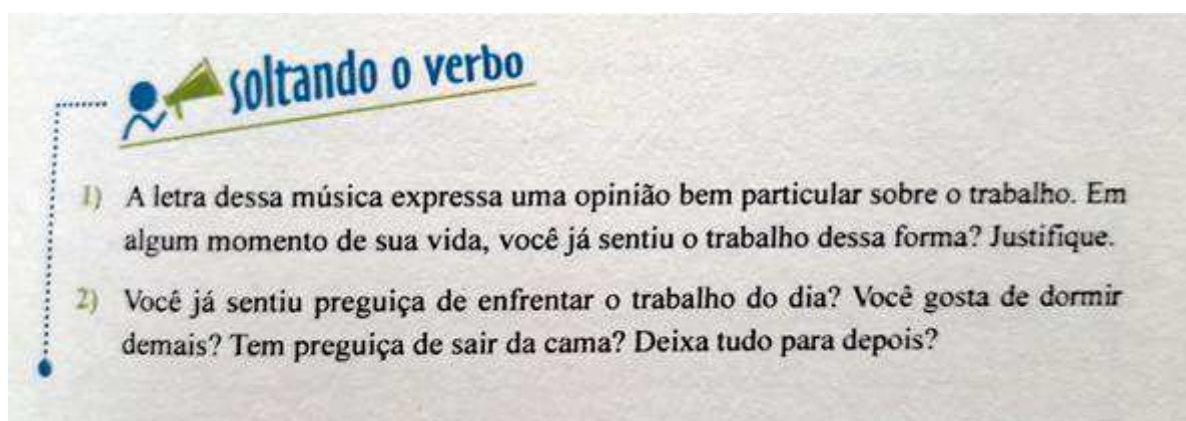 soltando o verbo
1) A letra dessa música expressa uma opinião bem particular sobre o trabalho. Em
algum momento de sua vida, você já sentiu o trabalho dessa forma? Justifique.
2) Você já sentiu preguiça de enfrentar o trabalho do dia? Você gosta de dormir
demais? Tem preguiça de sair da cama? Deixa tudo para depois?